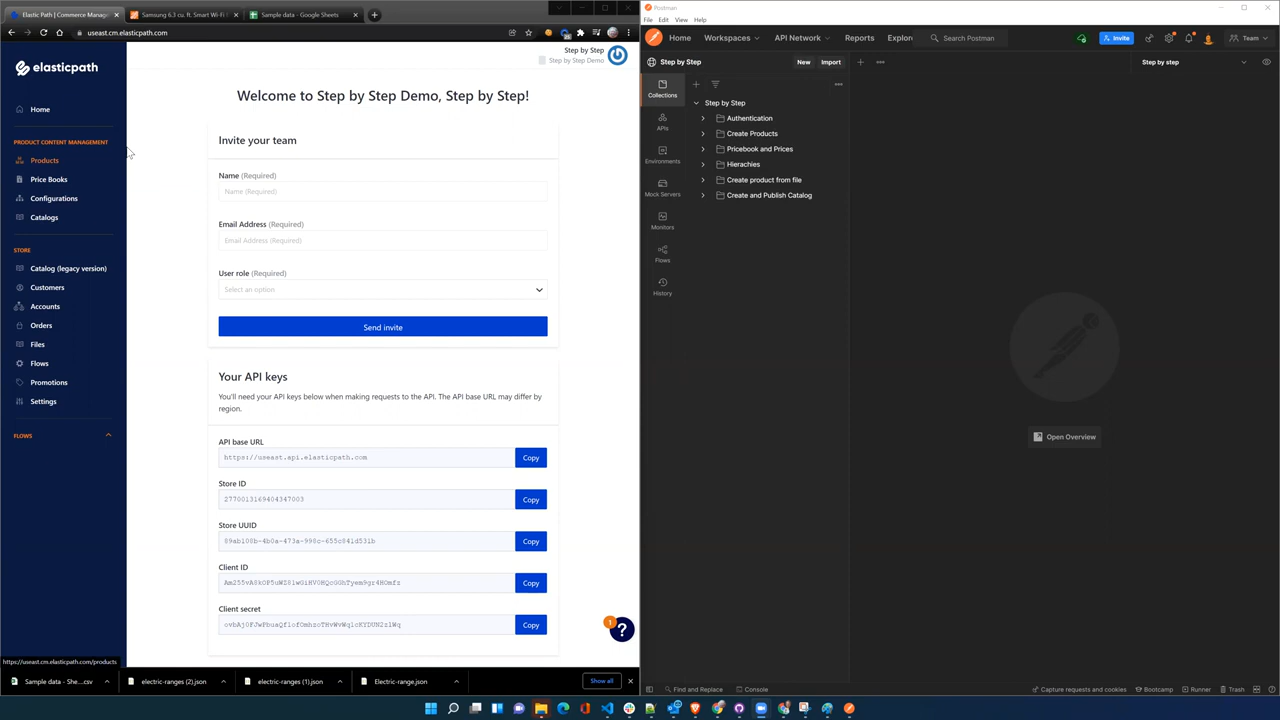 Elastic Path | Commerce Manag
Samsung 6.3 cu. ft. Smart Wi-Fi
Sample data - Google Sheets
useast.cm.elasticpath.com
elasticpath
Home
PRODUCT CONTENT MANAGEMENT
Products
Price Books
Configurations
Catalogs
STORE
Catalog (legacy version)
Customers
Accounts
Orders
Files
Flows
Promotions
Settings
FLOWS
https://useast.cm.elasticpath.com/products
Step by Step
Step by Step Demo
Welcome to Step by Step Demo, Step by Step!
Invite your team
Name (Required)
Name (Required)
Email Address (Required)
Email Address (Required)
User role (Required)
Select an option
Send invite
Your API keys
You'll need your API keys below when making requests to the API. The API base URL may differ by
region.
API base URL
https://useast.api.elasticpath.com
Copy
Store ID
2770013169404347003
Copy
Store UUID
89ab108b-4b0a-473a-998c-655c841d531b
Copy
Client ID
Copy
Client secret
Copy
1
?
Sample data - She....csv
electric-ranges (2).json
electric-ranges (1).json
Electric-range.json
Show all
Postman
File Edit View Help
Home
Workspaces
API Network
Reports
Explor
Search Postman
Invite
Team
Step by Step
New
Import
Step by step
Collections
APIs
Environments
Mock Servers
Monitors
Flows
History
Step by Step
Authentication
Create Products
Pricebook and Prices
Hierachies
Create product from file
Create and Publish Catalog
Open Overview
Find and Replace
Console
Capture requests and cookies
Bootcamp
Runner
Trash